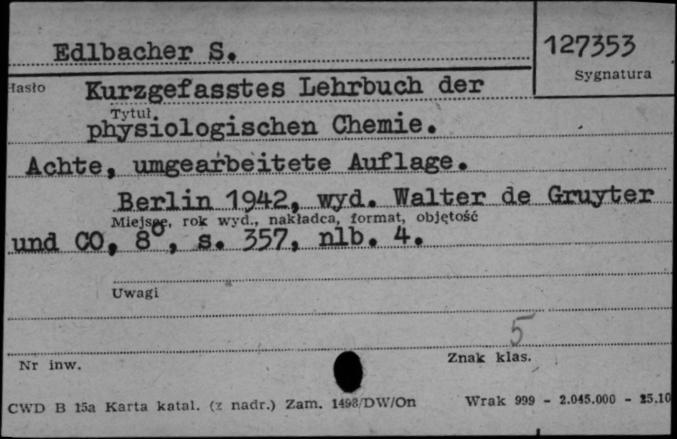 Edlbacher S.
127353
Hasło
Sygnatura
Kurzgefasstes Lehrbuch der
Tytuł
physiologischen Chemie.
Achte, umgearbeitete Auflage.
Berlin 1942, wyd. Walter de Gruyter
Miejsce, rok wyd., nakładca, format, objętość
und CO, 8°, s. 357, nlb. 4.
Uwagi
5
Nr inw.
Znak klas.
CWD B 15a Karta katal. (z nadr.) Zam. 1498/DW/On
Wrak 999 - 2.045.000 - 25.10